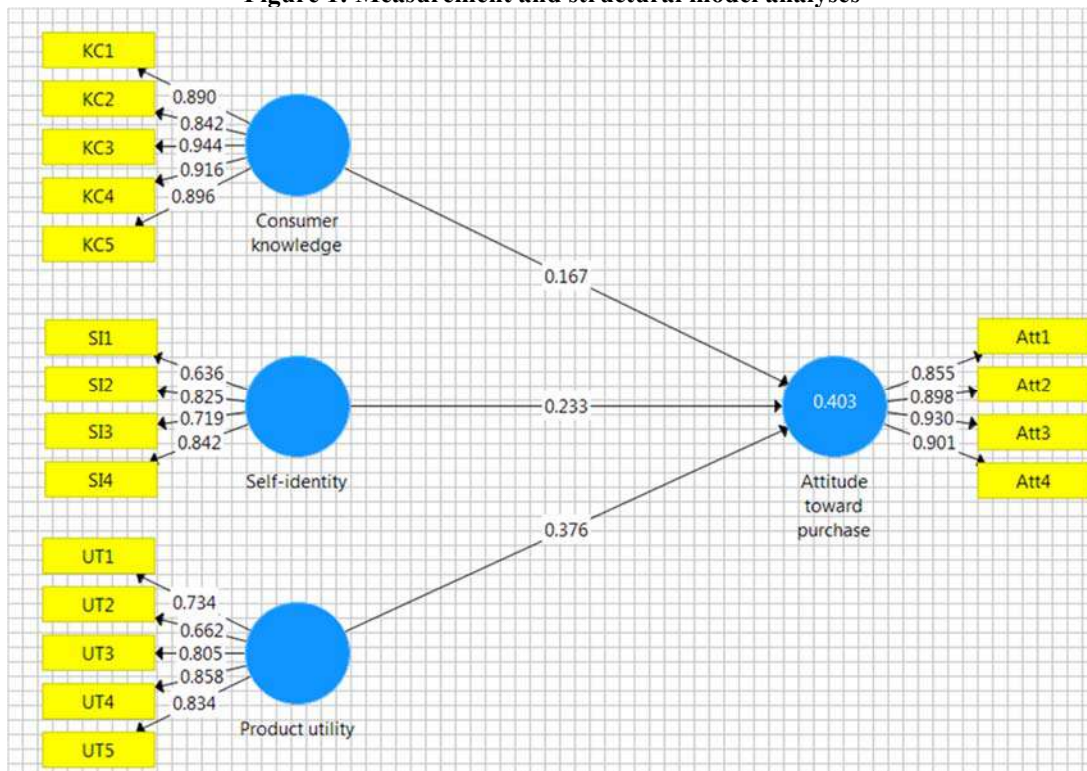 Figure 1: Measurement and structural model analyses
KC1
KC2
KC3
KC4
KC5
0.890
0.842
0.944
0.916
0.896
Consumer
knowledge
0.167
SI1
SI2
SI3
SI4
0.636
0.825
0.719
0.842
Self-identity
0.233
0.403
Attitude
toward
purchase
0.855
0.898
0.930
0.901
Att1
Att2
Att3
Att4
0.376
UT1
UT2
UT3
UT4
UT5
0.734
0.662
0.805
0.858
0.834
Product utility